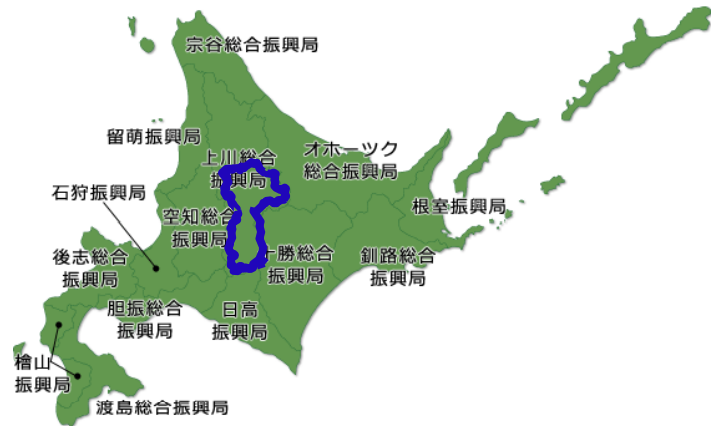 宗谷総合振興局
留萌振興局
上川総合
振興局
オホーツク
総合振興局
石狩振興局
空知総合
振興局
根室振興局
後志総合
振興局
十勝総合
振興局
釧路総合
振興局
胆振総合
振興局
日高
振興局
檜山
振興局
渡島総合振興局